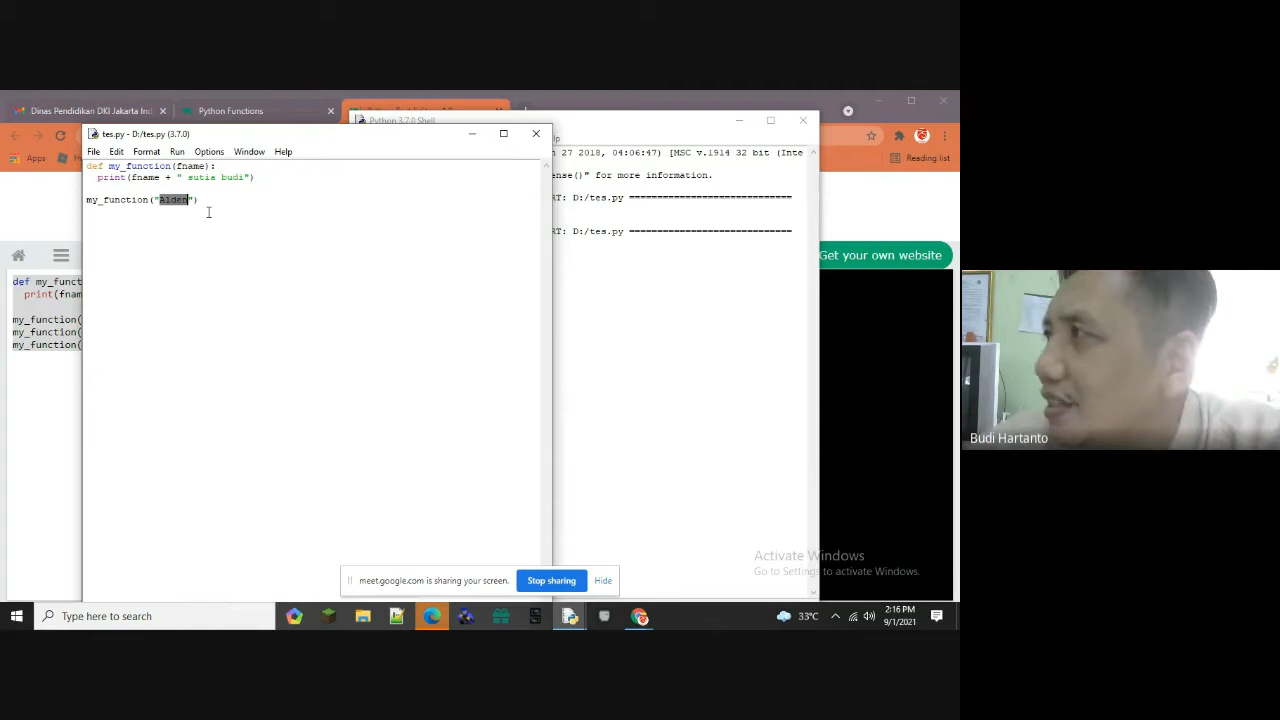 Dinas Pendidikan DKI Jakarta Ind
Python Functions
Python 3.7.0 Shell
tes.py - D:/tes.py (3.7.0)
File Edit Format Run Options Window Help
def my_function(fname):
print(fname + " sutia budi")
my_function("Alden")
27 2018, 04:06:47) [MSC v.1914 32 bit (Inte
ense()" for more information.
RT: D:/tes.py ============================
RT: D:/tes.py ============================
Apps
Reading list
Get your own website
def my_funct
print(fnam
my_function(
my_function(
my_function(
Budi Hartanto
Activate Windows
Go to Settings to activate Windows.
meet.google.com is sharing your screen.
Stop sharing
Hide
Type here to search
33°C
2:16 PM
9/1/2021